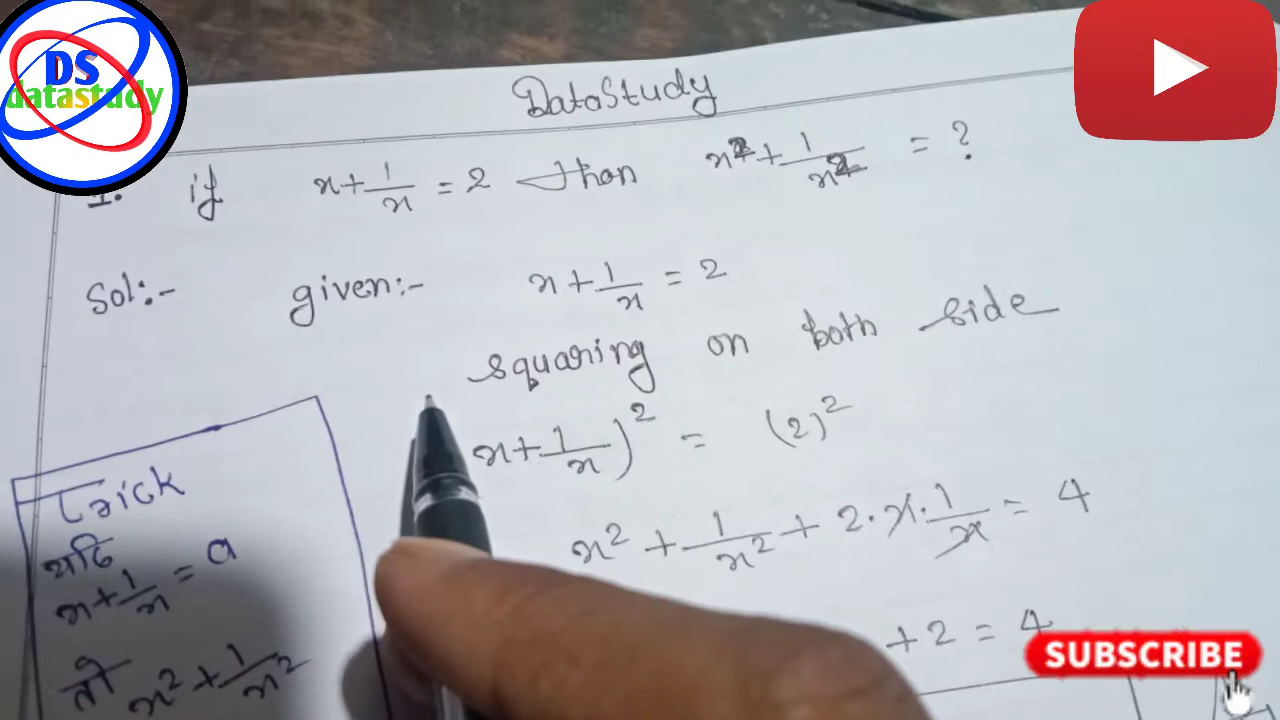 DS
datastudy
DataStudy
1. if x+1/x = 2 than x²+1/x² = ?
Sol:- given:- x+1/x = 2
squaring on both side
x+1/x)² = (2)²
x²+1/x²+2.x.1/x = 4
+2 = 4
Trick
यदि
x+1/x = a
तो x²+1/x²
SUBSCRIBE